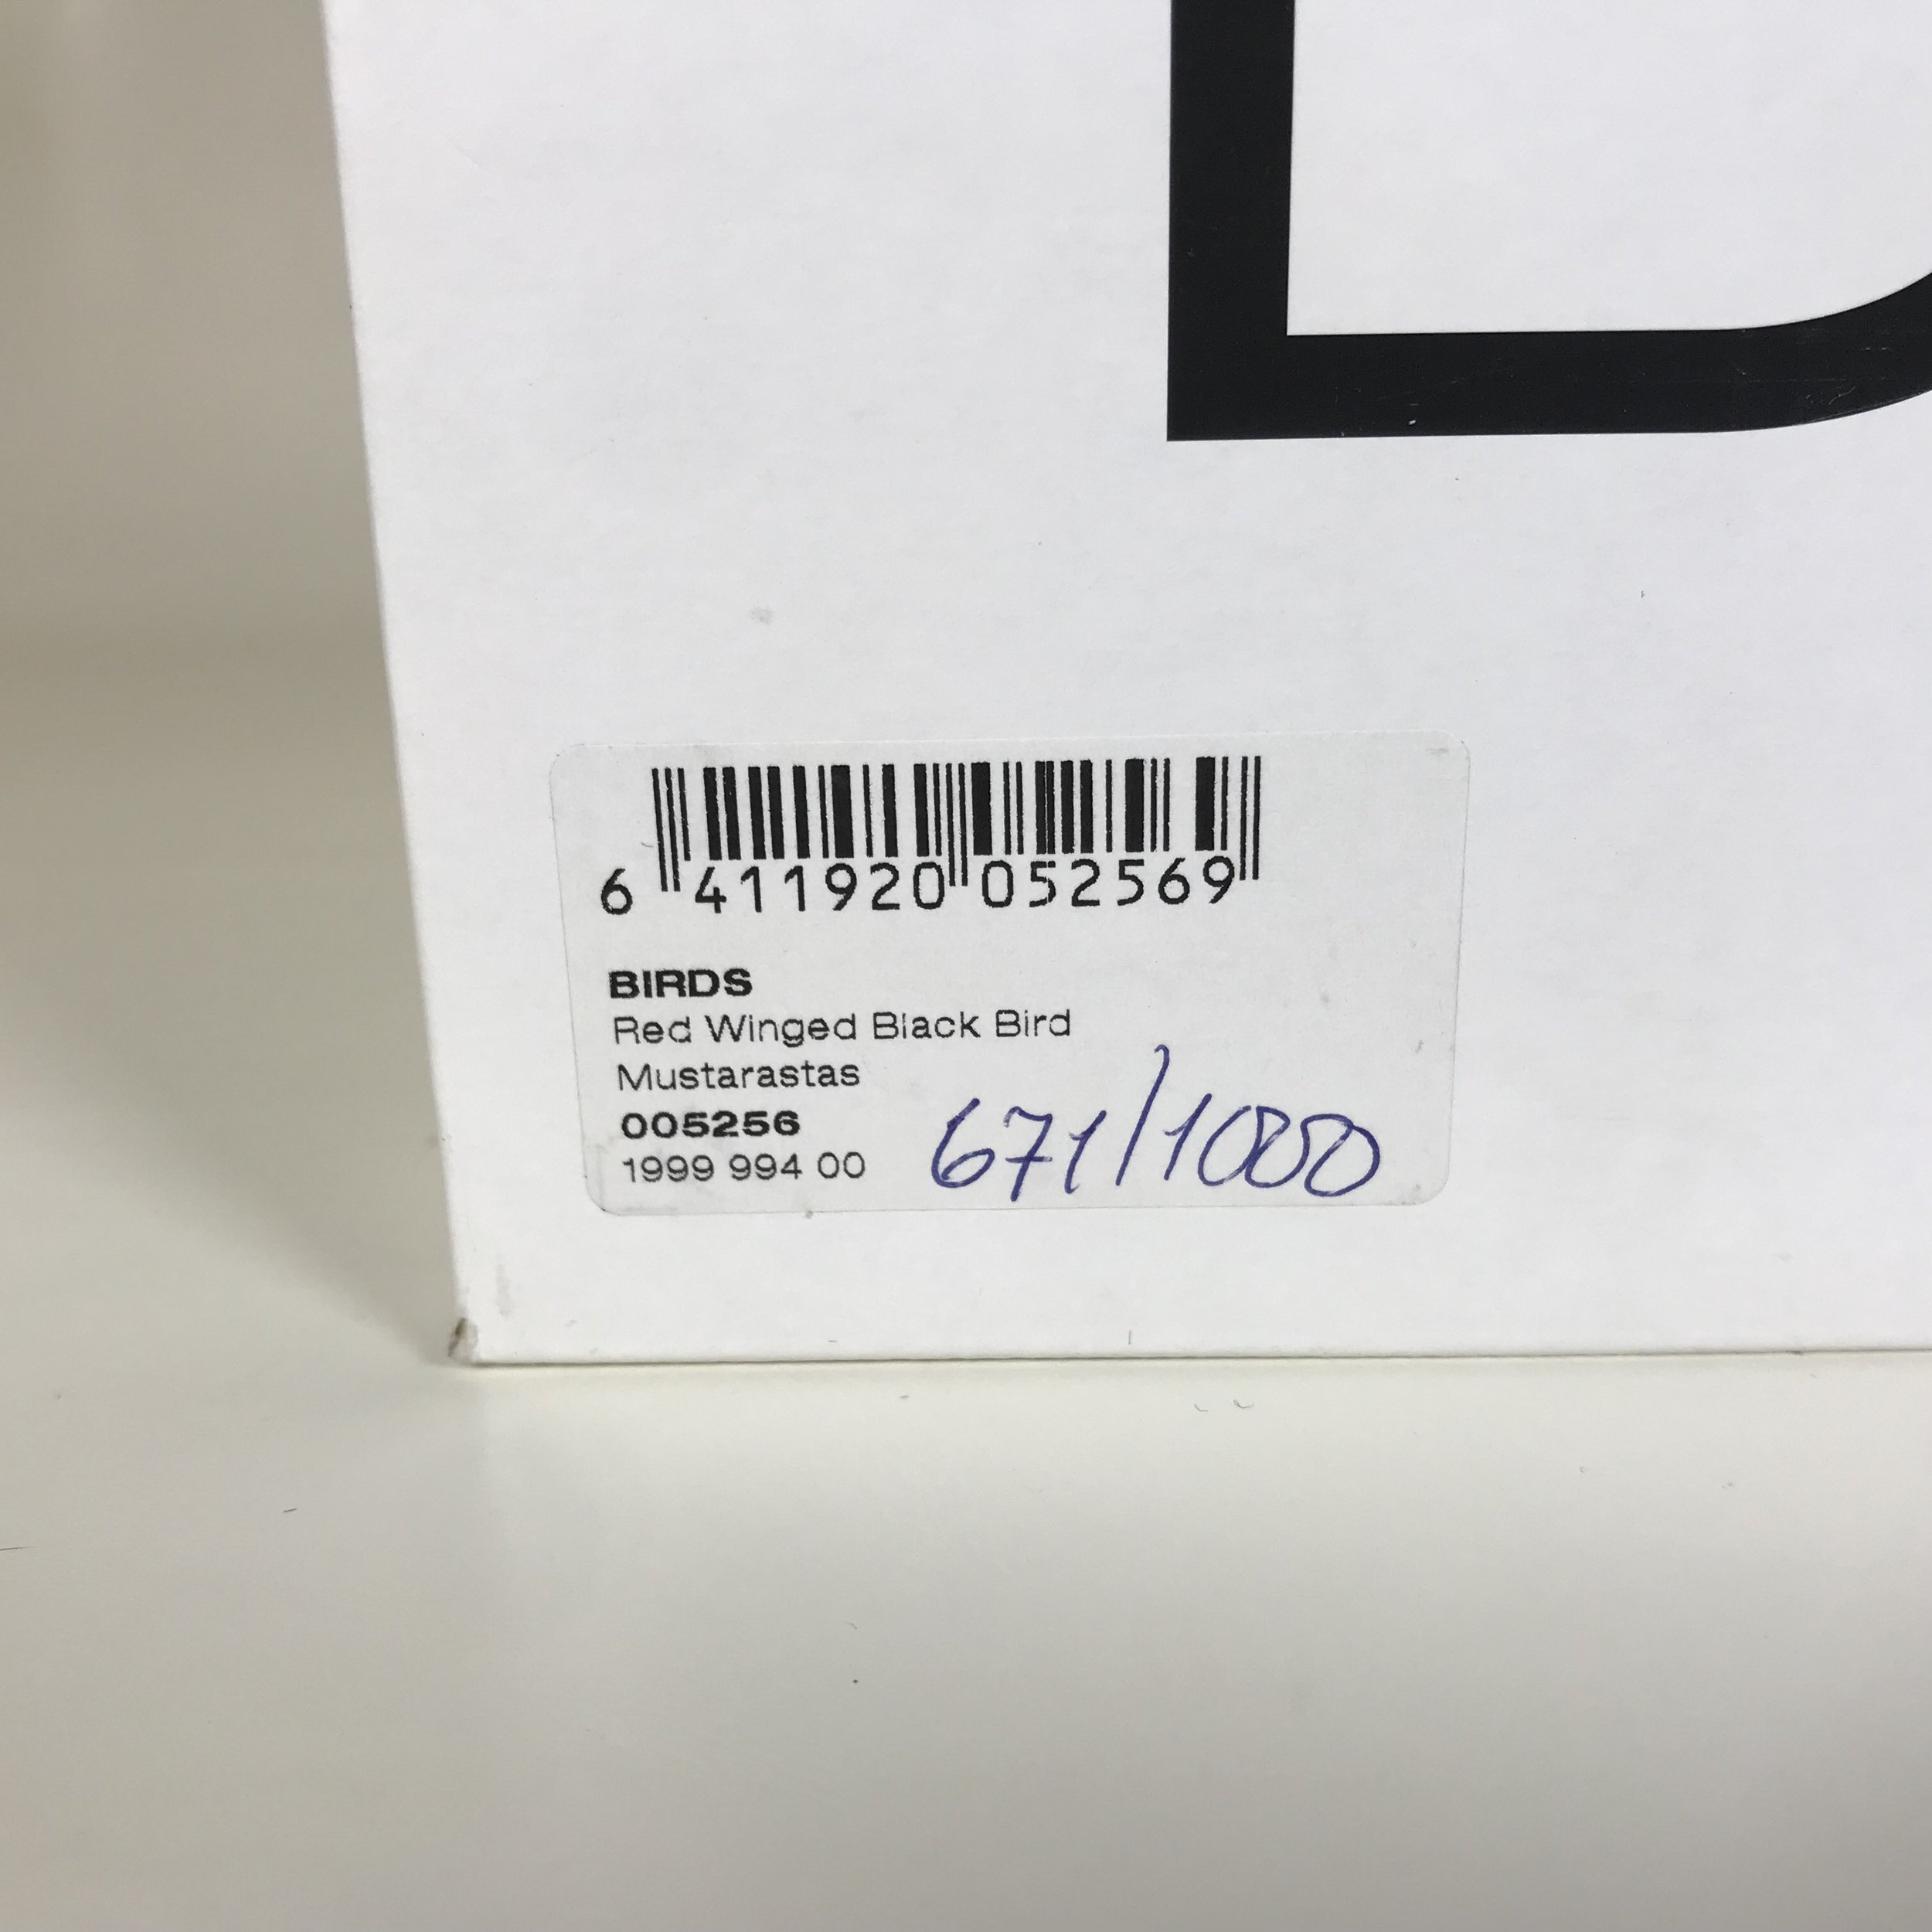 6 411920 052569
BIRDS
Red Winged Black Bird
Mustarastas
005256
1999 994 00
671/1000